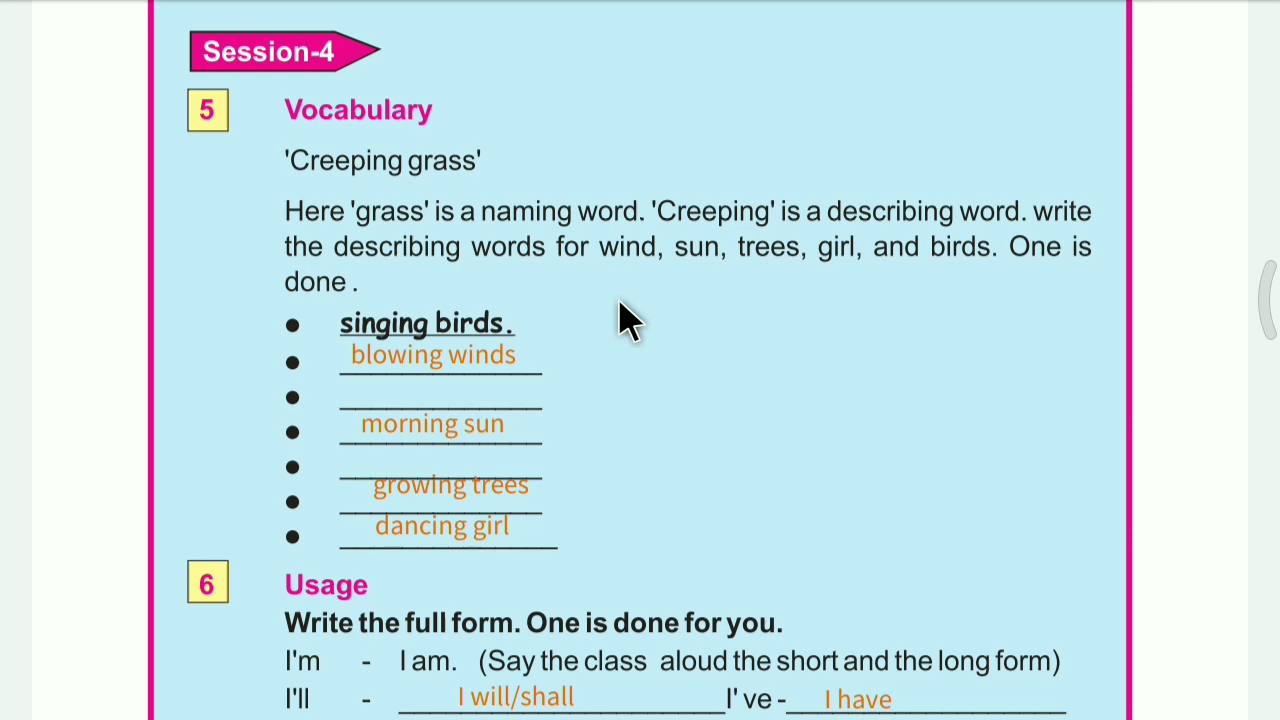 Session-4
5 Vocabulary
'Creeping grass'
Here 'grass' is a naming word. 'Creeping' is a describing word. write
the describing words for wind, sun, trees, girl, and birds. One is
done .
● singing birds.
● blowing winds
● _____________
● morning sun
● _____________
● growing trees
● dancing girl
6 Usage
Write the full form. One is done for you.
I'm - I am. (Say the class aloud the short and the long form)
I'll - I will/shall I' ve - I have